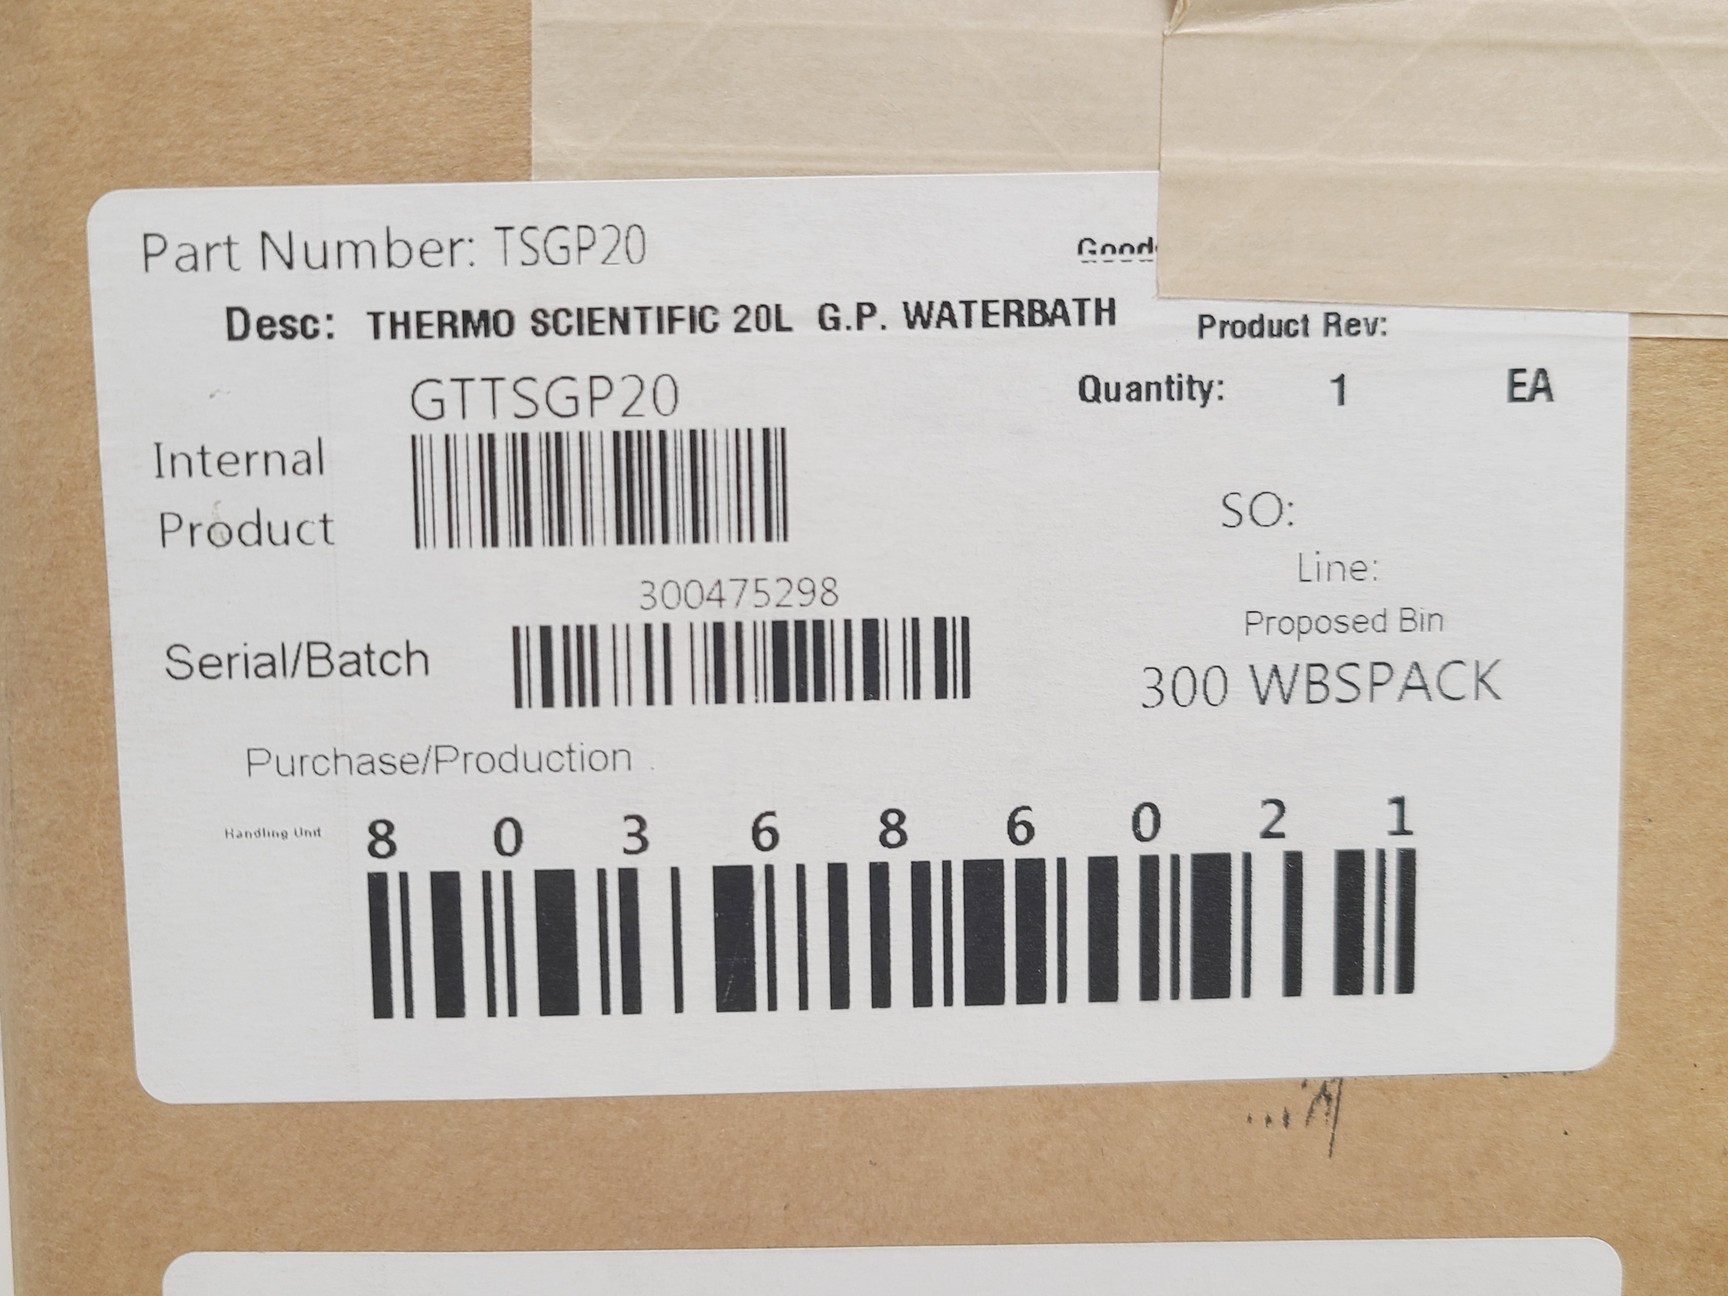 Part Number: TSGP20
Desc: THERMO SCIENTIFIC 20L G.P. WATERBATH
Product Rev:
GTTSGP20
Quantity: 1 EA
Internal
Product
SO:
Line:
300475298
Serial/Batch
Proposed Bin
300 WBSPACK
Purchase/Production
Handling Unit
8 0 3 6 8 6 0 2 1